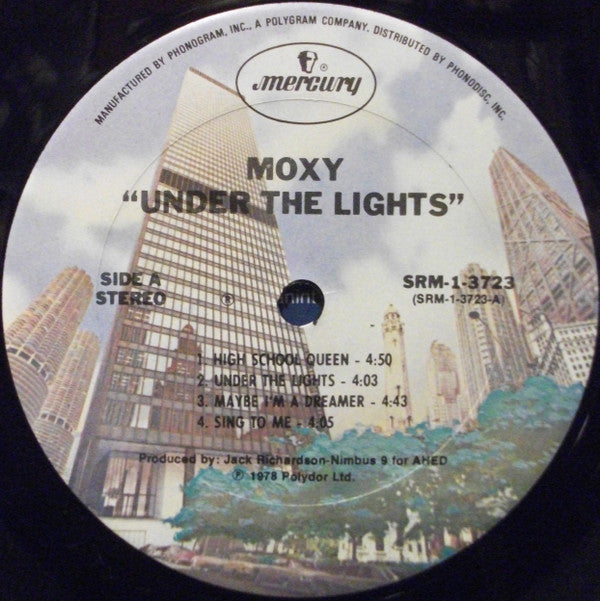 MANUFACTURED BY PHONOGRAM, INC., A POLYGRAM COMPANY, DISTRIBUTED BY PHONODISC, INC.
®
mercury
MOXY
“UNDER THE LIGHTS”
SIDE A
STEREO
SRM-1-3723
(SRM-1-3723-A)
1. HIGH SCHOOL QUEEN - 4:50
2. UNDER THE LIGHTS - 4:03
3. MAYBE I'M A DREAMER - 4:43
4. SING TO ME - 4:05
Produced by: Jack Richardson-Nimbus 9 for AHED
℗ 1978 Polydor Ltd.